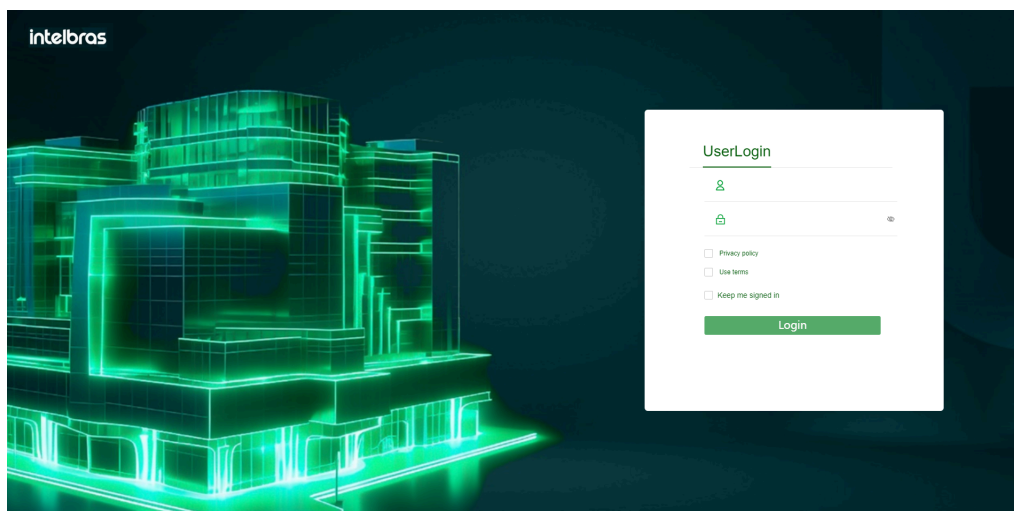 intelbras
UserLogin
Privacy policy
Use terms
Keep me signed in
Login